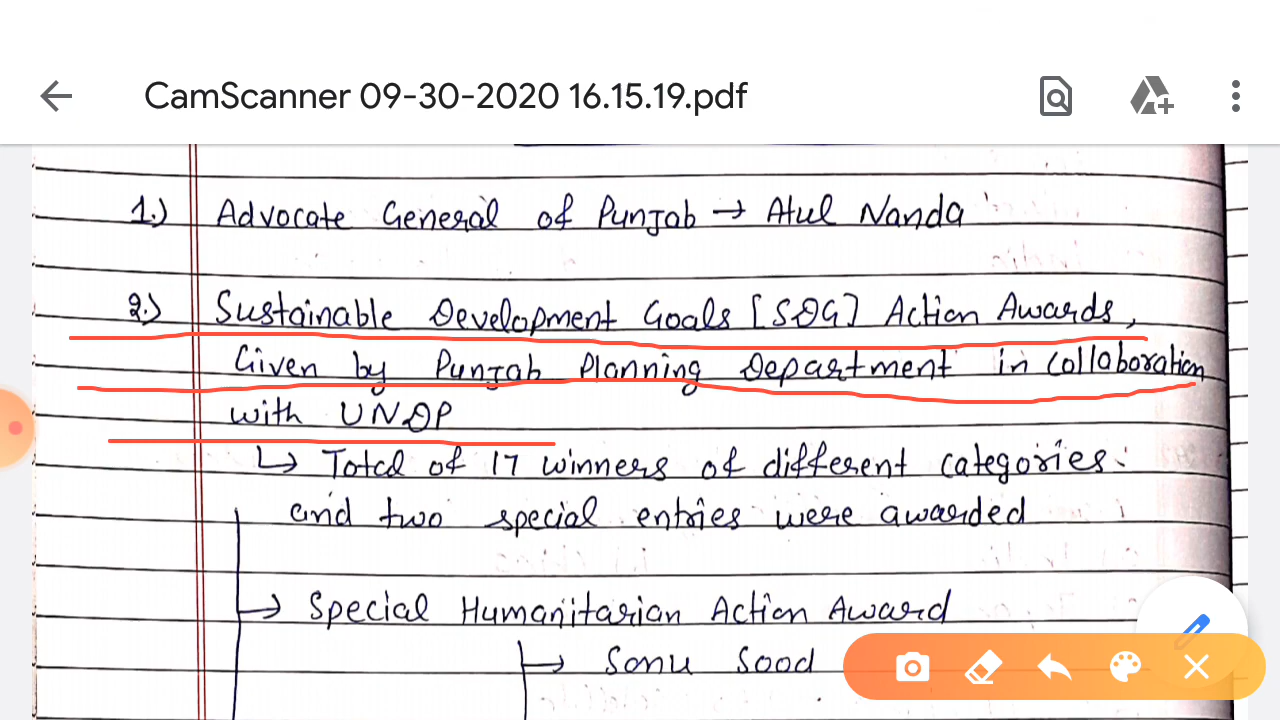 CamScanner 09-30-2020 16.15.19.pdf
1.) Advocate General of Punjab → Atul Nanda
2.) Sustainable Development Goals [SDG] Action Awards,
Given by Punjab Planning Department in collaboration
with UNDP
↳ Total of 17 winners of different categories.
and two special entries were awarded
→ Special Humanitarian Action Award
→ Sonu Sood